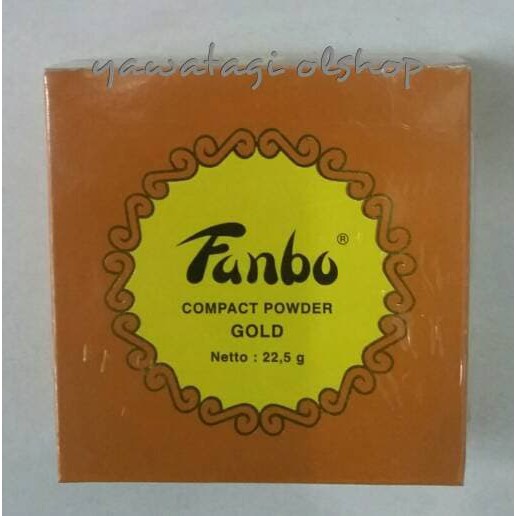 yawatagi olshop
Fanbo ®
COMPACT POWDER
GOLD
Netto : 22,5 g